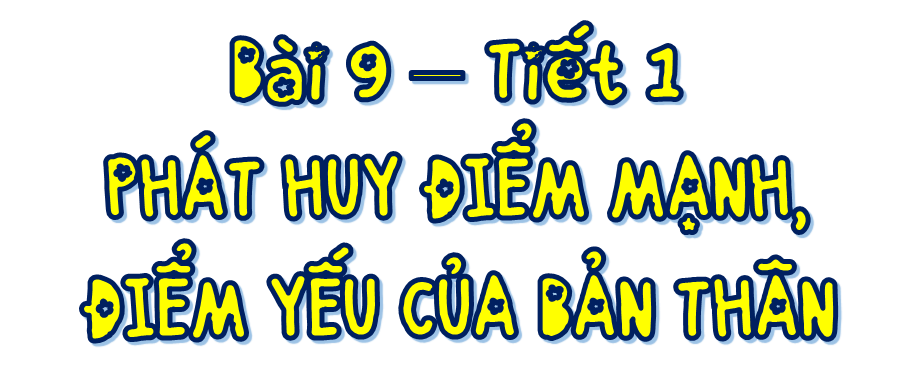 Bài 9 – Tiết 1
PHÁT HUY ĐIỂM MẠNH,
ĐIỂM YẾU CỦA BẢN THÂN